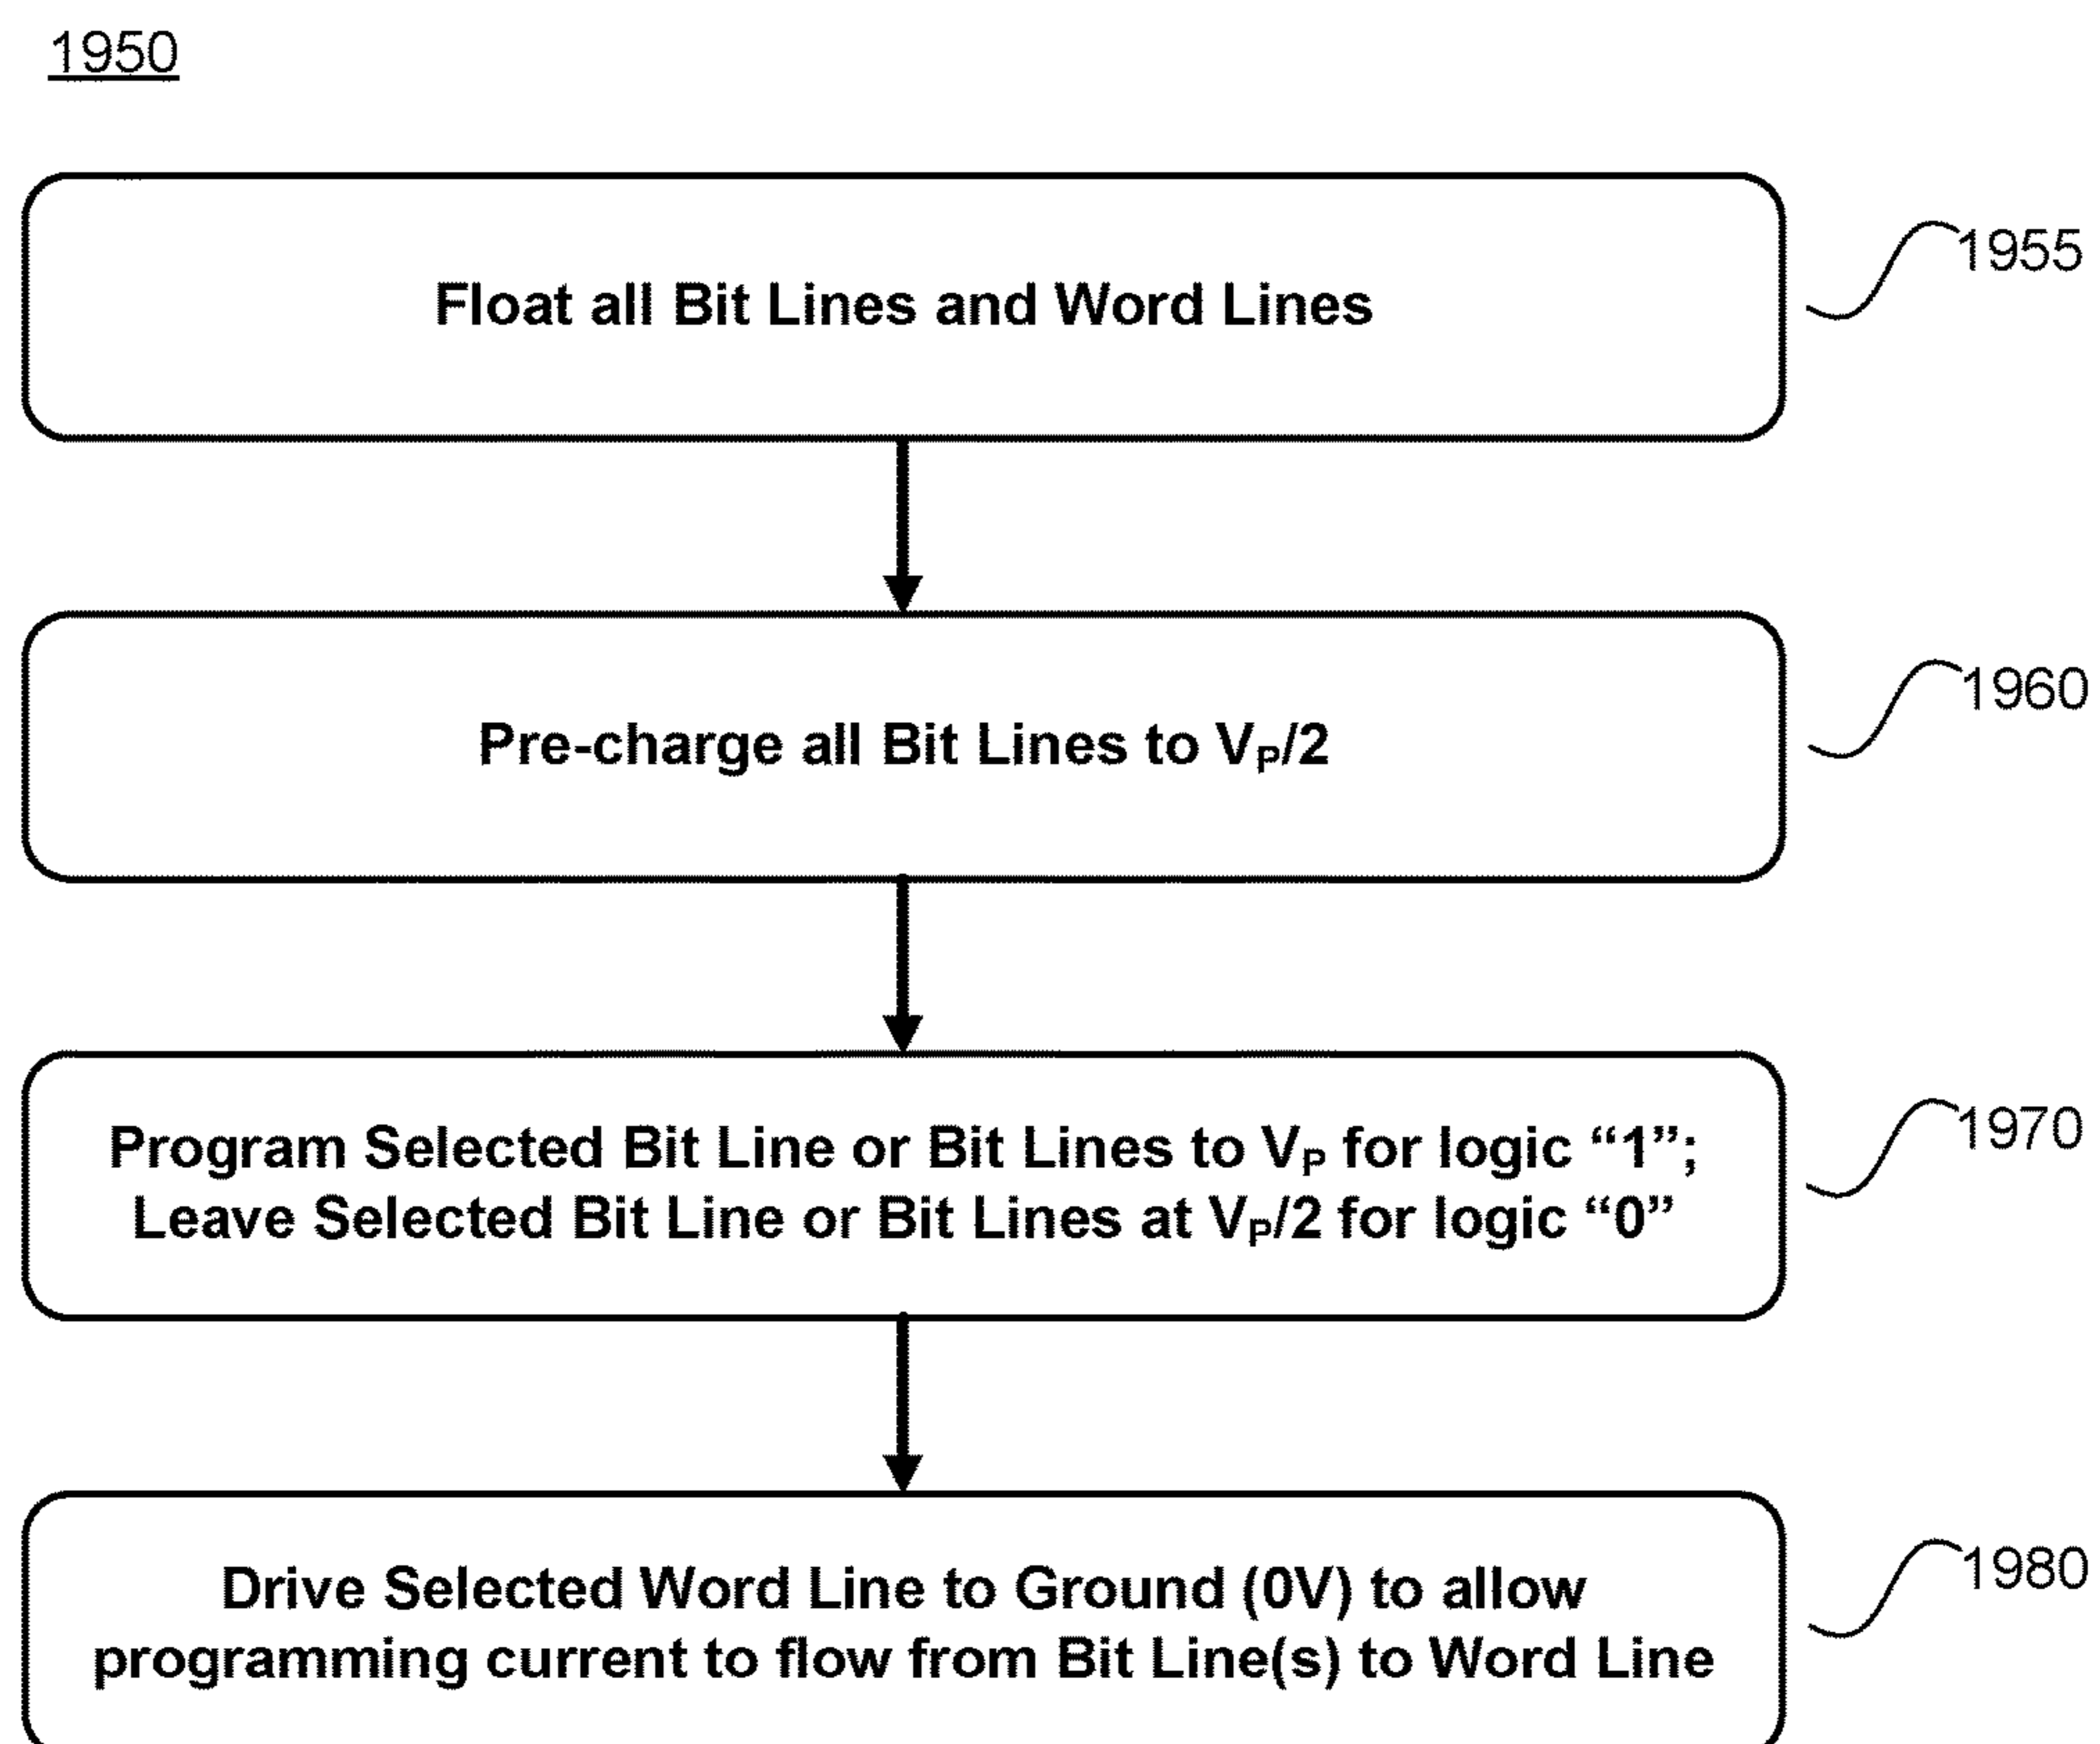 1950
Float all Bit Lines and Word Lines
1955
Pre-charge all Bit Lines to VP/2
1960
Program Selected Bit Line or Bit Lines to VP for logic “1”;
Leave Selected Bit Line or Bit Lines at VP/2 for logic “0”
1970
Drive Selected Word Line to Ground (0V) to allow
programming current to flow from Bit Line(s) to Word Line
1980